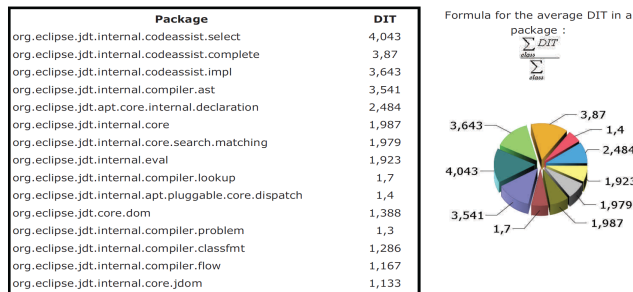 Package DIT
org.eclipse.jdt.internal.codeassist.select 4,043
org.eclipse.jdt.internal.codeassist.complete 3,87
org.eclipse.jdt.internal.codeassist.impl 3,643
org.eclipse.jdt.internal.compiler.ast 3,541
org.eclipse.jdt.apt.core.internal.declaration 2,484
org.eclipse.jdt.internal.core 1,987
org.eclipse.jdt.internal.core.search.matching 1,979
org.eclipse.jdt.internal.eval 1,923
org.eclipse.jdt.internal.compiler.lookup 1,7
org.eclipse.jdt.internal.apt.pluggable.core.dispatch 1,4
org.eclipse.jdt.core.dom 1,388
org.eclipse.jdt.internal.compiler.problem 1,3
org.eclipse.jdt.internal.compiler.classfmt 1,286
org.eclipse.jdt.internal.compiler.flow 1,167
org.eclipse.jdt.internal.core.jdom 1,133
Formula for the average DIT in a
package :
∑ DIT
class
∑
class
3,87
3,643
1,4
2,484
4,043
1,923
1,979
3,541
1,987
1,7